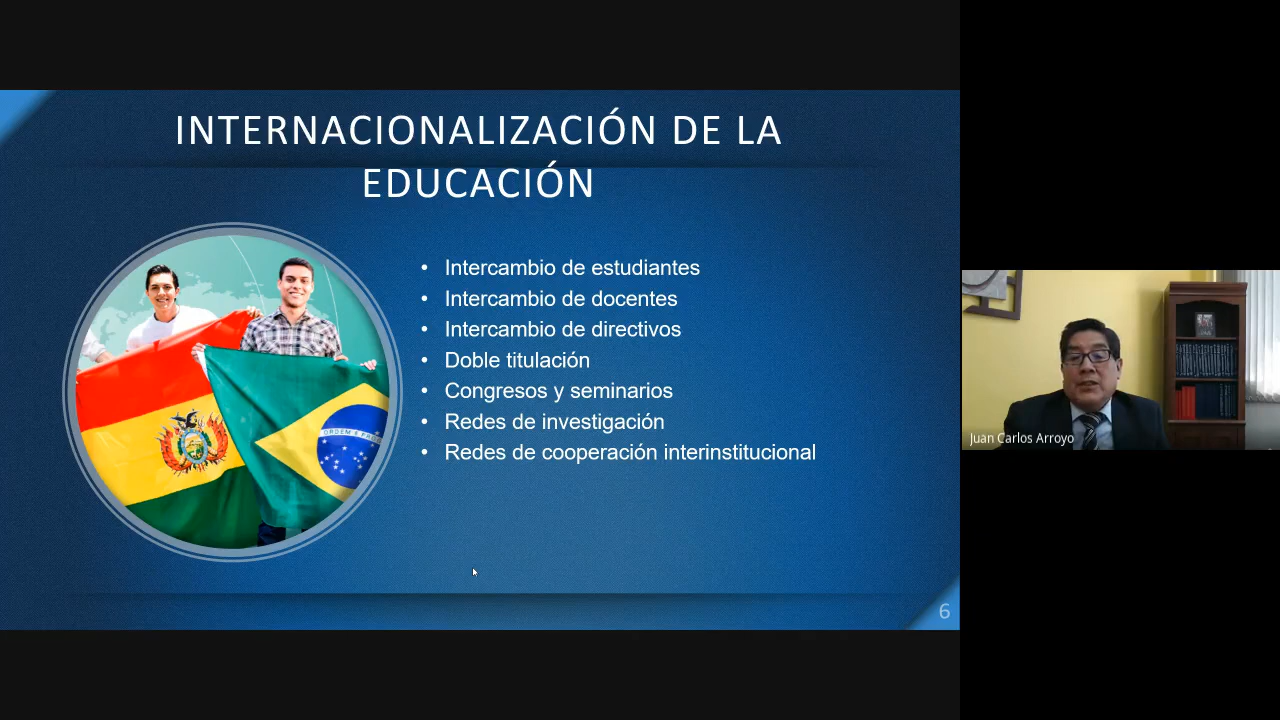 INTERNACIONALIZACIÓN DE LA
EDUCACIÓN
• Intercambio de estudiantes
• Intercambio de docentes
• Intercambio de directivos
• Doble titulación
• Congresos y seminarios
• Redes de investigación
• Redes de cooperación interinstitucional
6
Juan Carlos Arroyo